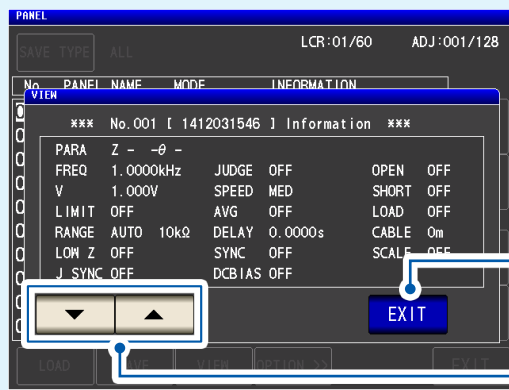 PANEL
LCR:01/60 ADJ:001/128
SAVE TYPE ALL
No. PANEL NAME MODE INFORMATION
VIEW
*** No.001 [ 1412031546 ] Information ***
PARA Z - -θ -
FREQ 1.0000kHz JUDGE OFF OPEN OFF
V 1.000V SPEED MED SHORT OFF
LIMIT OFF AVG OFF LOAD OFF
RANGE AUTO 10kΩ DELAY 0.0000s CABLE 0m
LOW Z OFF SYNC OFF SCALE OFF
J SYNC OFF DCBIAS OFF
▼ ▲ EXIT
LOAD SAVE VIEW OPTION >> EXIT